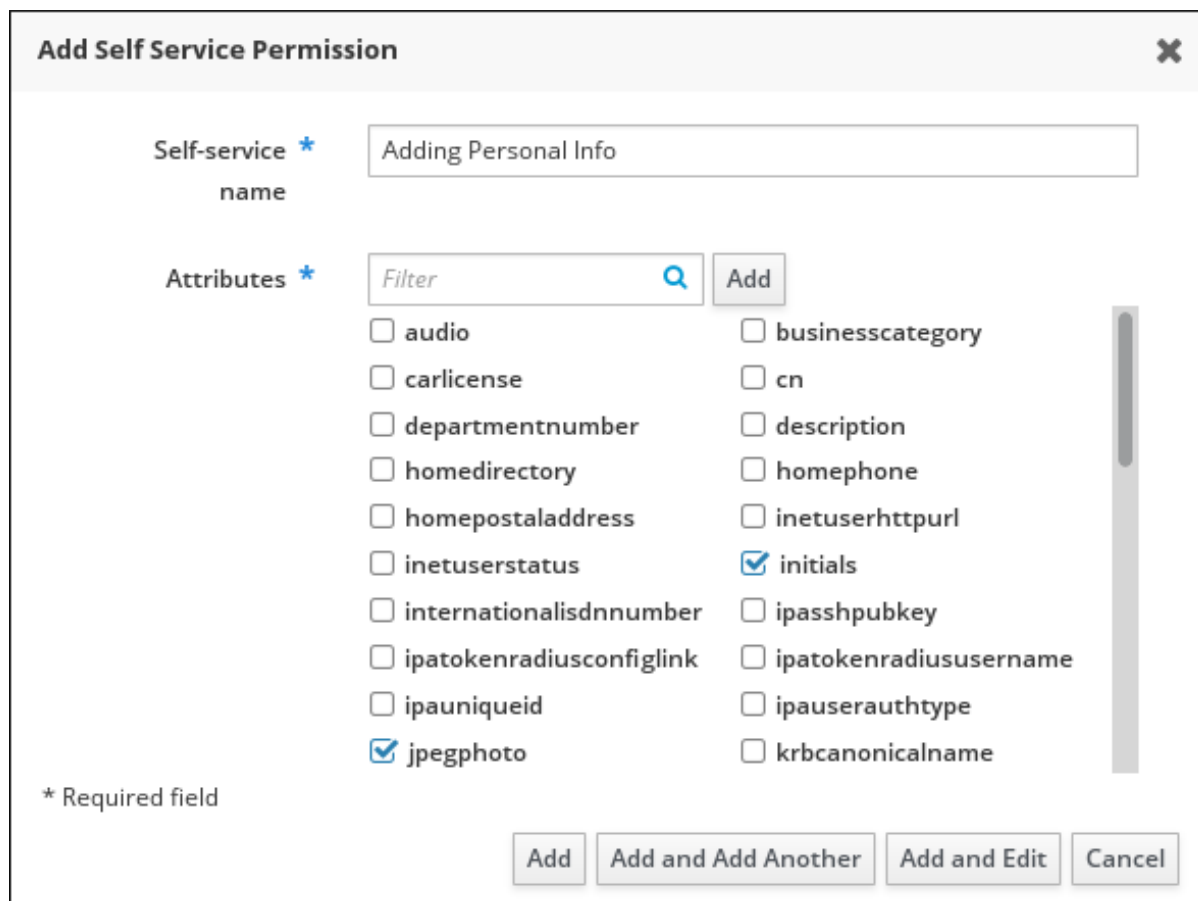 Add Self Service Permission
Self-service *
name
Adding Personal Info
Attributes *
Filter
Add
audio
businesscategory
carlicense
cn
departmentnumber
description
homedirectory
homephone
homepostaladdress
inetuserhttpurl
inetuserstatus
initials
internationalisdnnumber
ipasshpubkey
ipatokenradiusconfiglink
ipatokenradiususername
ipauniqueid
ipauserauthtype
jpegphoto
krbcanonicalname
* Required field
Add
Add and Add Another
Add and Edit
Cancel